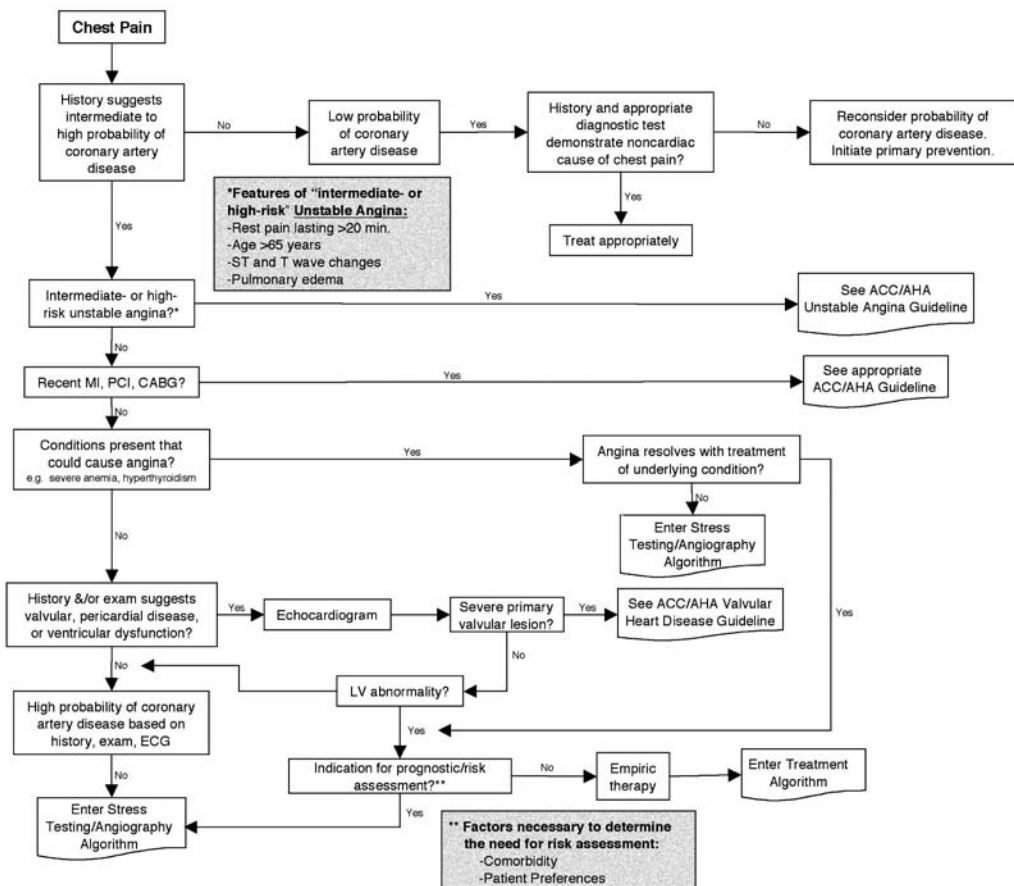 Chest Pain
History suggests
intermediate to
high probability of
coronary artery
disease
No
Low probability
of coronary
artery disease
Yes
History and appropriate
diagnostic test
demonstrate noncardiac
cause of chest pain?
No
Reconsider probability of
coronary artery disease.
Initiate primary prevention.
Yes
Treat appropriately
Yes
*Features of “intermediate- or
high-risk” Unstable Angina:
-Rest pain lasting >20 min.
-Age >65 years
-ST and T wave changes
-Pulmonary edema
Intermediate- or high-
risk unstable angina?*
Yes
See ACC/AHA
Unstable Angina Guideline
No
Recent MI, PCI, CABG?
Yes
See appropriate
ACC/AHA Guideline
No
Conditions present that
could cause angina?
e.g. severe anemia, hyperthyroidism
Yes
Angina resolves with treatment
of underlying condition?
No
Enter Stress
Testing/Angiography
Algorithm
Yes
No
History &/or exam suggests
valvular, pericardial disease,
or ventricular dysfunction?
Yes
Echocardiogram
Severe primary
valvular lesion?
Yes
See ACC/AHA Valvular
Heart Disease Guideline
No
No
LV abnormality?
High probability of coronary
artery disease based on
history, exam, ECG
Yes
Indication for prognostic/risk
assessment?**
No
Empiric
therapy
Enter Treatment
Algorithm
No
Yes
Enter Stress
Testing/Angiography
Algorithm
** Factors necessary to determine
the need for risk assessment:
-Comorbidity
-Patient Preferences